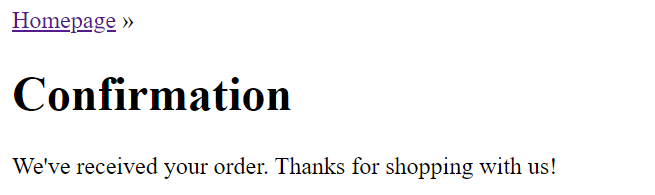 Homepage »
Confirmation
We've received your order. Thanks for shopping with us!